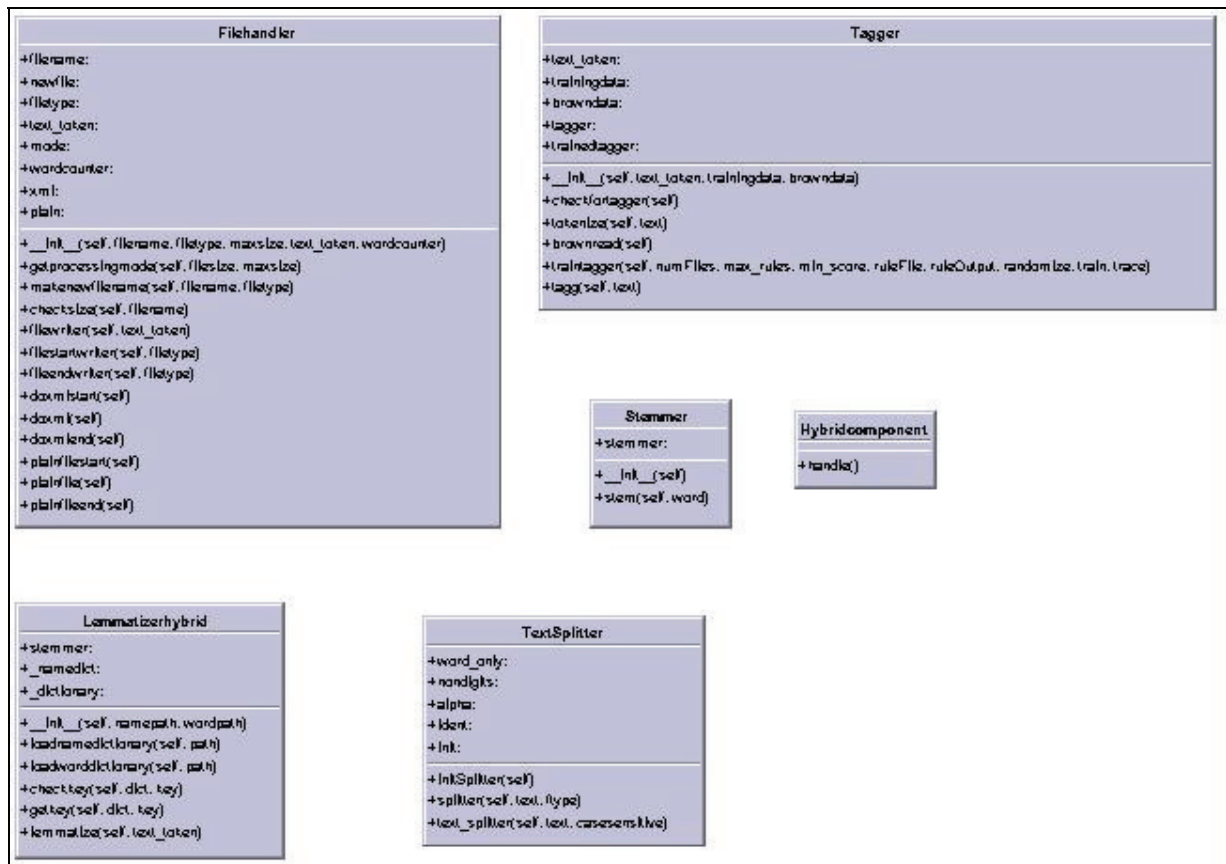 Filehandler
+filename:
+newfile:
+filetype:
+text_token:
+mode:
+wordcounter:
+xml:
+plain:
+__init__(self, filename, filetype, maxsize, text_token, wordcounter)
+getprocessingmode(self, filesize, maxsize)
+makenewfilename(self, filename, filetype)
+checksize(self, filename)
+filewriter(self, text_token)
+filestartwriter(self, filetype)
+fileendwriter(self, filetype)
+doxmlstart(self)
+doxml(self)
+doxmlend(self)
+plainfilestart(self)
+plainfile(self)
+plainfileend(self)
Tagger
+text_token:
+trainingdata:
+browndata:
+tagger:
+trainedtagger:
+__init__(self, text_token, trainingdata, browndata)
+checkfortagger(self)
+tokenize(self, text)
+brownread(self)
+traintagger(self, numFiles, max_rules, min_score, ruleFile, ruleOutput, randomize, train, trace)
+tagg(self, text)
Stemmer
+stemmer:
+__init__(self)
+stem(self, word)
Hybridcomponent
+handle()
Lemmatizerhybrid
+stemmer:
+_namedict:
+_dictionary:
+__init__(self, namepath, wordpath)
+loadnamedictionary(self, path)
+loadworddictionary(self, path)
+checkkey(self, dict, key)
+getkey(self, dict, key)
+lemmatize(self, text_token)
TextSplitter
+word_only:
+nondigits:
+alpha:
+ident:
+init:
+initSplitter(self)
+splitter(self, text, ftype)
+text_splitter(self, text, casesensitive)